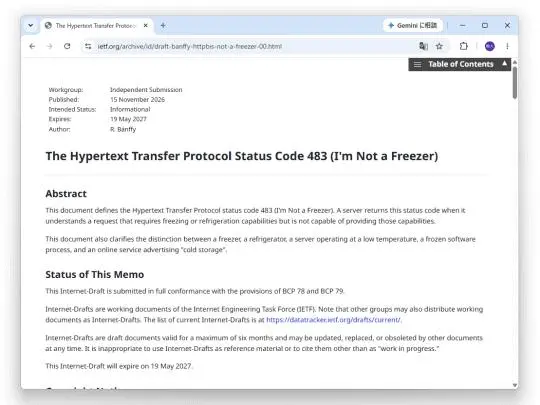 The Hypertext Transfer Protoco
Gemini に相談
ietf.org/archive/id/draft-banffy-httpbis-not-a-freezer-00.html
Table of Contents
Workgroup: Independent Submission
Published: 15 November 2026
Intended Status: Informational
Expires: 19 May 2027
Author: R. Bánffy
The Hypertext Transfer Protocol Status Code 483 (I'm Not a Freezer)
Abstract
This document defines the Hypertext Transfer Protocol status code 483 (I'm Not a Freezer). A server returns this status code when it
understands a request that requires freezing or refrigeration capabilities but is not capable of providing those capabilities.
This document also clarifies the distinction between a freezer, a refrigerator, a server operating at a low temperature, a frozen software
process, and an online service advertising "cold storage".
Status of This Memo
This Internet-Draft is submitted in full conformance with the provisions of BCP 78 and BCP 79.
Internet-Drafts are working documents of the Internet Engineering Task Force (IETF). Note that other groups may also distribute working
documents as Internet-Drafts. The list of current Internet-Drafts is at https://datatracker.ietf.org/drafts/current/.
Internet-Drafts are draft documents valid for a maximum of six months and may be updated, replaced, or obsoleted by other documents
at any time. It is inappropriate to use Internet-Drafts as reference material or to cite them other than as "work in progress."
This Internet-Draft will expire on 19 May 2027.